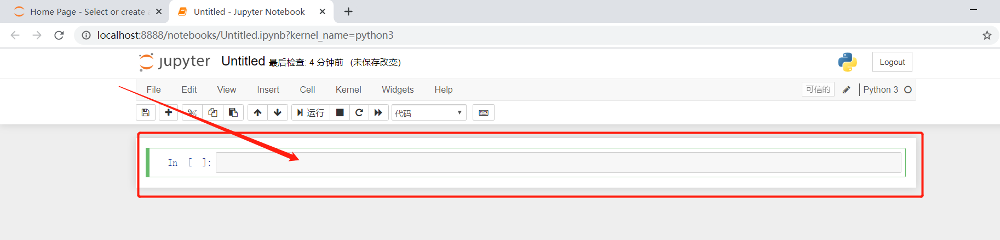 Home Page - Select or create a
Untitled - Jupyter Notebook
localhost:8888/notebooks/Untitled.ipynb?kernel_name=python3
jupyter Untitled 最后检查: 4 分钟前 (未保存改变)
Logout
File Edit View Insert Cell Kernel Widgets Help
可信的 Python 3
运行 代码
In [ ]: